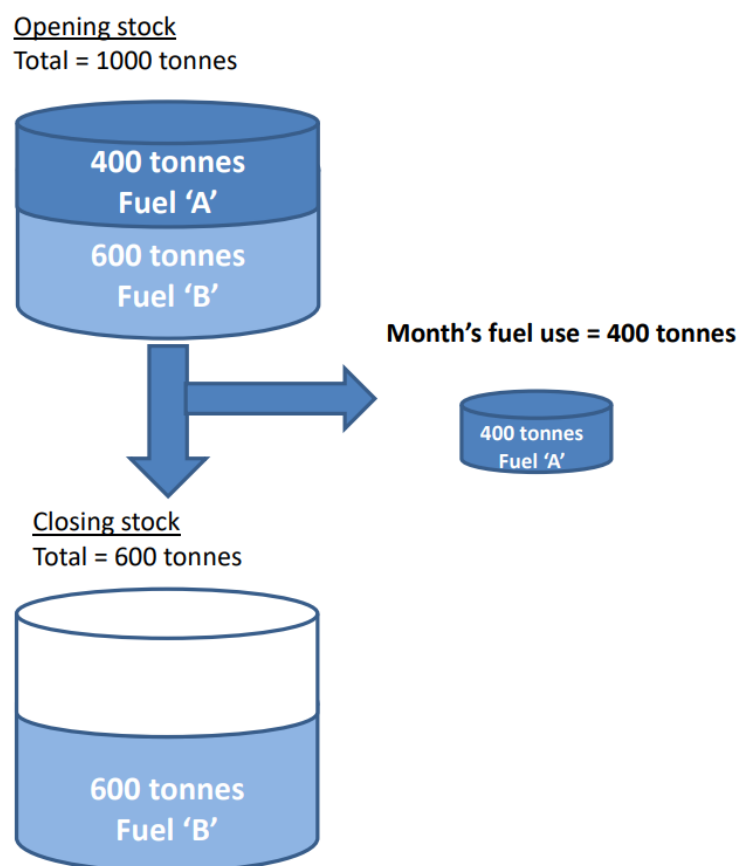 Opening stock
Total = 1000 tonnes
400 tonnes
Fuel ‘A’
600 tonnes
Fuel ‘B’
Month’s fuel use = 400 tonnes
400 tonnes
Fuel ‘A’
Closing stock
Total = 600 tonnes
600 tonnes
Fuel ‘B’